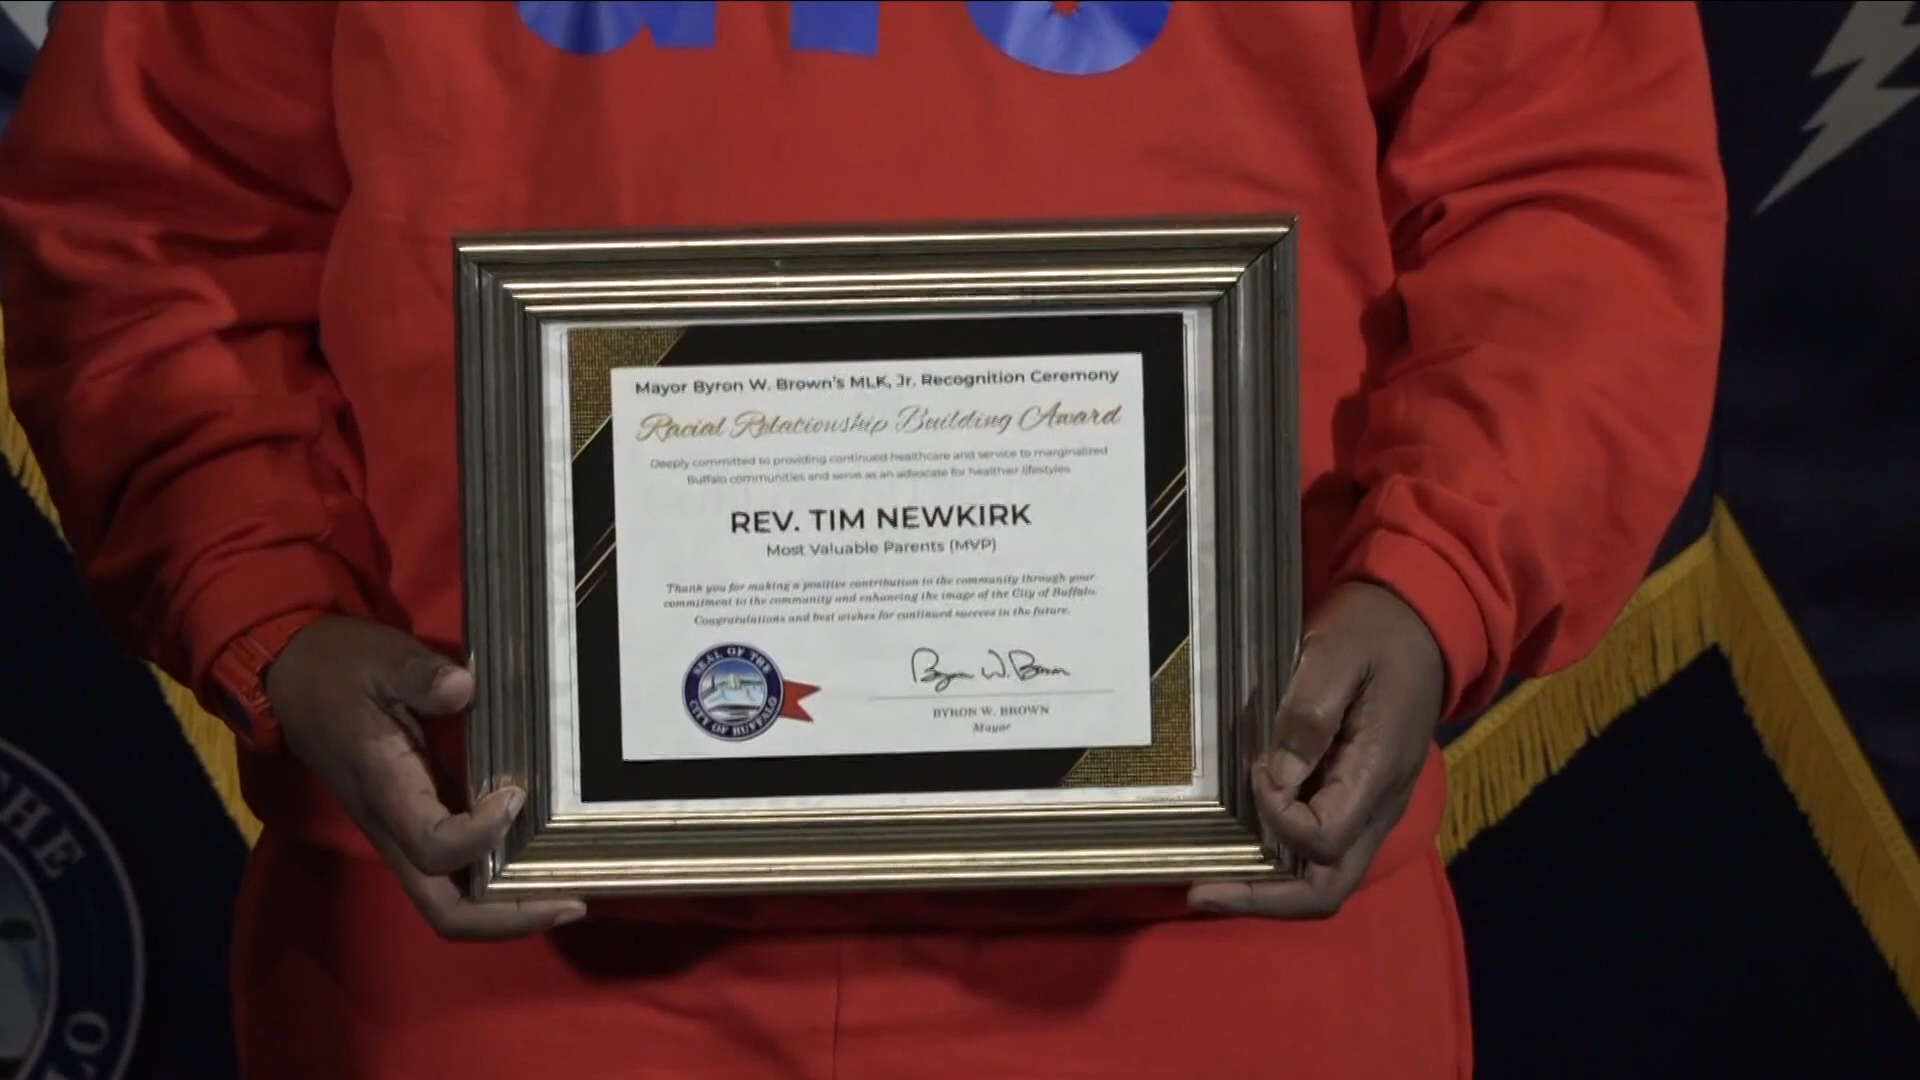 Mayor Byron W. Brown's MLK, Jr. Recognition Ceremony
Racial Relationship Building Award
Deeply committed to providing continued healthcare and service to marginalized
Buffalo communities and serve as an advocate for healthier lifestyles
REV. TIM NEWKIRK
Most Valuable Parents (MVP)
Thank you for making a positive contribution to the community through your
commitment to the community and enhancing the image of the City of Buffalo.
Congratulations and best wishes for continued success in the future.
SEAL OF THE
CITY OF BUFFALO
Byron W. Brown
BYRON W. BROWN
Mayor
HE
LO